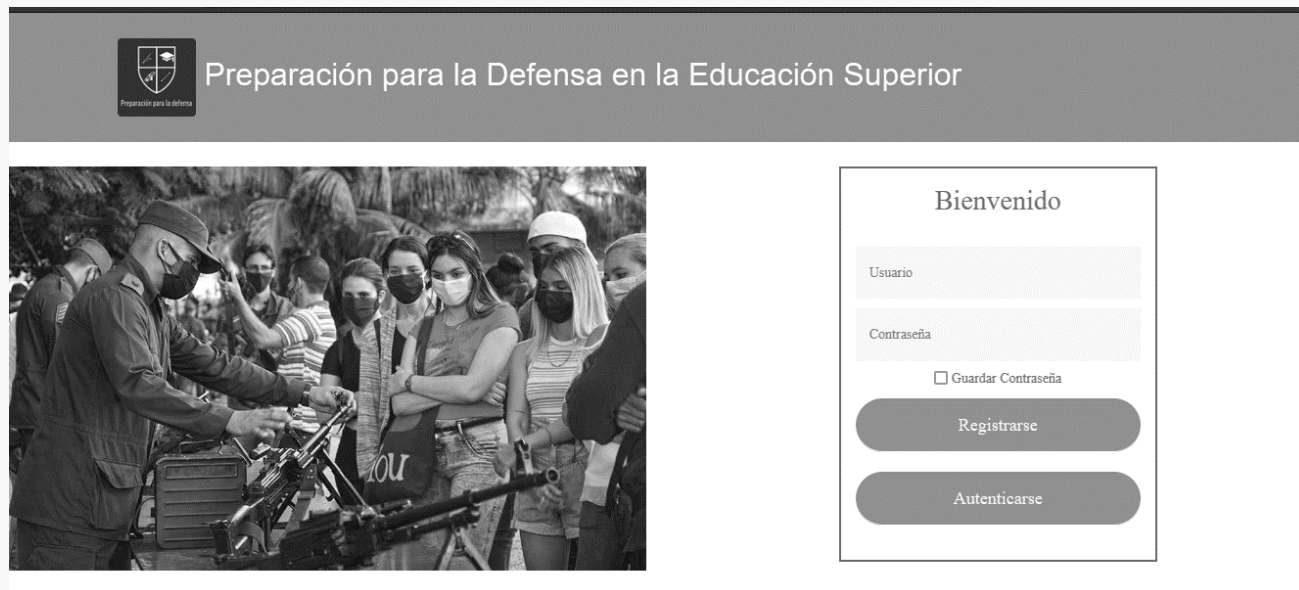 Preparación para la defensa
Preparación para la Defensa en la Educación Superior
YOU
Bienvenido
Usuario
Contraseña
Guardar Contraseña
Registrarse
Autenticarse